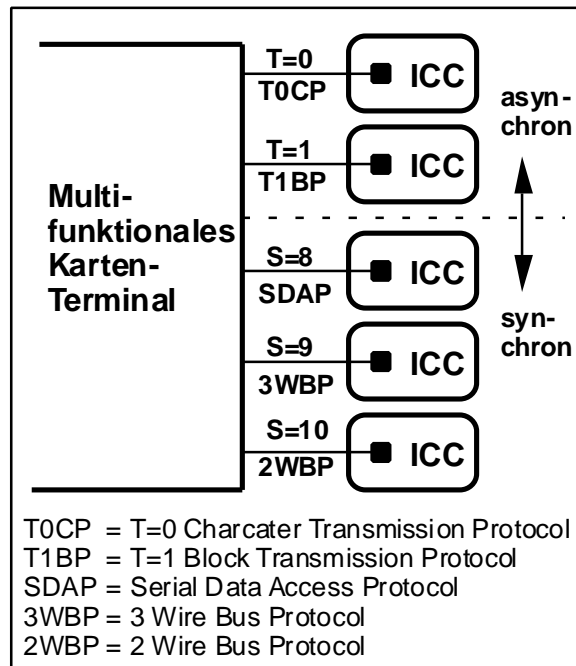 T=0
T0CP
ICC
asyn-
chron
T=1
T1BP
ICC
Multi-
funktionales
Karten-
Terminal
S=8
SDAP
ICC
syn-
chron
S=9
3WBP
ICC
S=10
2WBP
ICC
T0CP = T=0 Charcater Transmission Protocol
T1BP = T=1 Block Transmission Protocol
SDAP = Serial Data Access Protocol
3WBP = 3 Wire Bus Protocol
2WBP = 2 Wire Bus Protocol